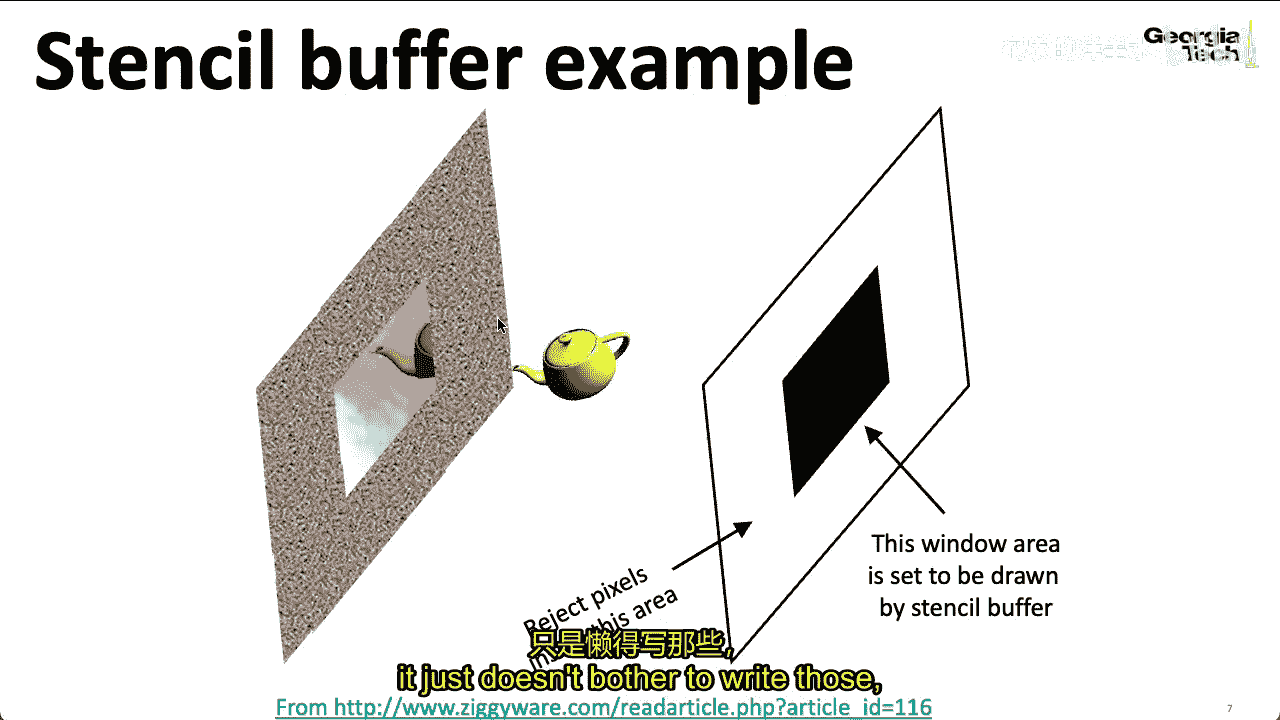 Stencil buffer example
Georgia
Tech
This window area
is set to be drawn
by stencil buffer
Reject pixels
this area
只是懒得写那些，
it just doesn't bother to write those,
From http://www.ziggyware.com/readarticle.php?article_id=116
7